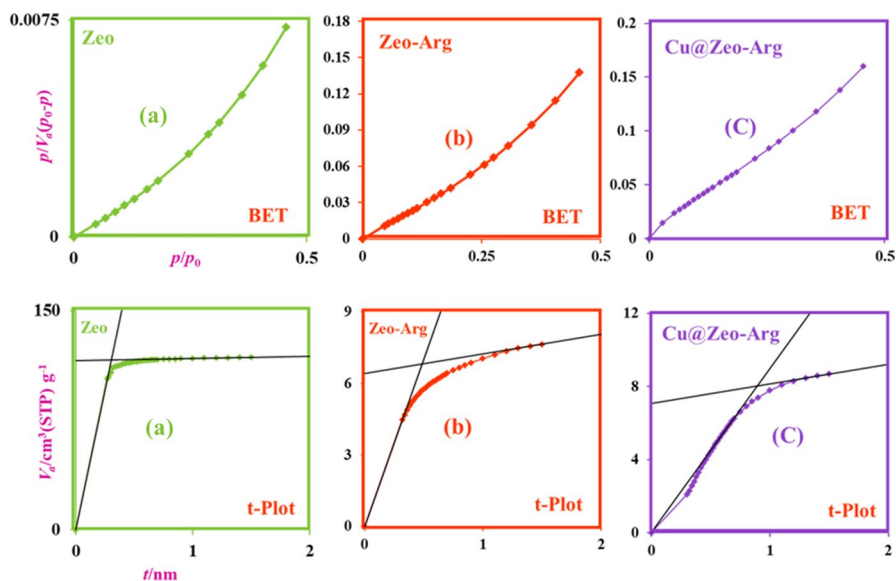 0.0075
Zeo
(a)
BET
0
0
0.5
p/Vₐ(p₀-p)
p/p₀
0.18
0.15
0.12
0.09
0.06
0.03
0
Zeo-Arg
(b)
BET
0
0.25
0.5
0.2
0.15
0.1
0.05
0
Cu@Zeo-Arg
(C)
BET
0
0.5
150
Zeo
(a)
t-Plot
0
0
1
2
Vₐ/cm³(STP) g⁻¹
t/nm
9
6
3
0
Zeo-Arg
(b)
t-Plot
0
1
2
12
8
4
0
Cu@Zeo-Arg
(C)
t-Plot
0
1
2